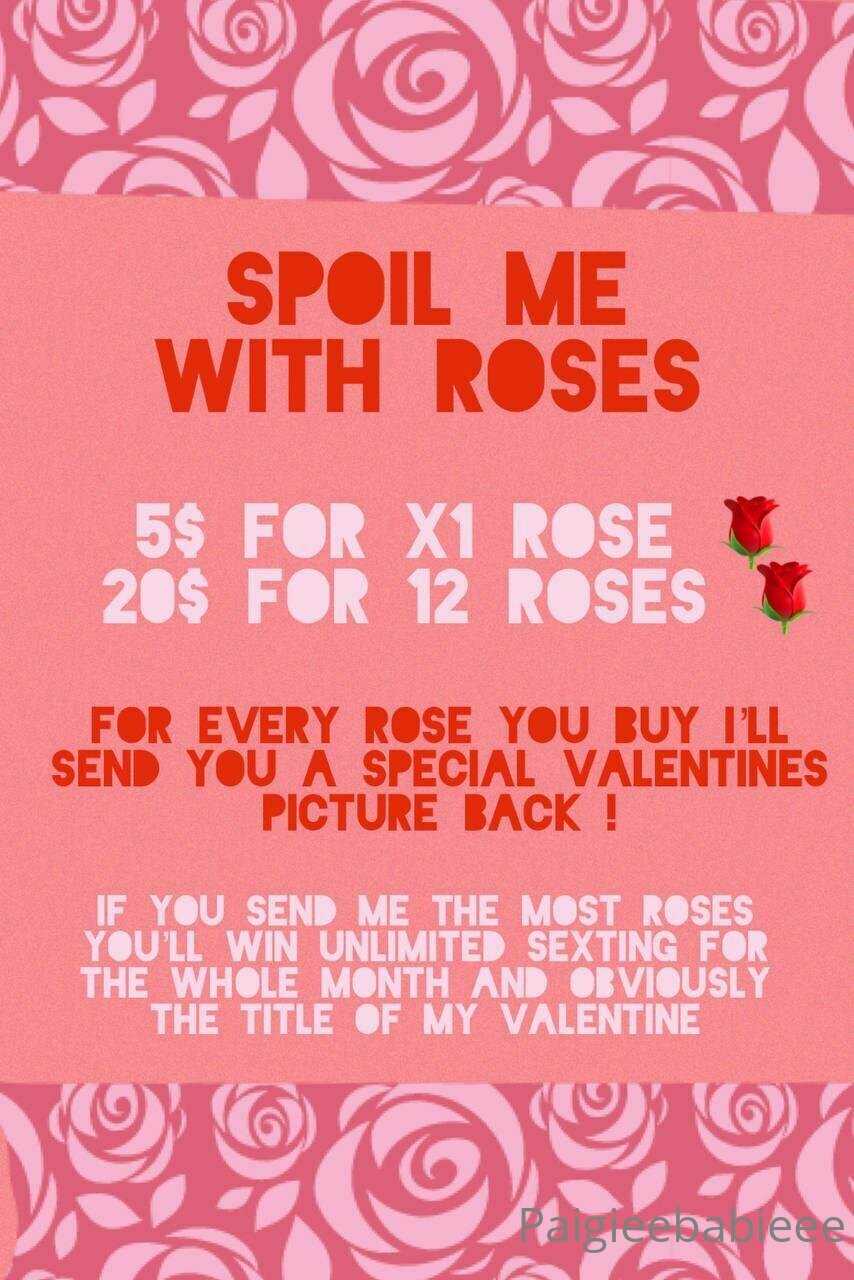 SPOIL ME
WITH ROSES
5$ FOR X1 ROSE 🌹
20$ FOR 12 ROSES 🌹
FOR EVERY ROSE YOU BUY I'LL
SEND YOU A SPECIAL VALENTINES
PICTURE BACK !
IF YOU SEND ME THE MOST ROSES
YOU'LL WIN UNLIMITED SEXTING FOR
THE WHOLE MONTH AND OBVIOUSLY
THE TITLE OF MY VALENTINE
Paigieebabieee